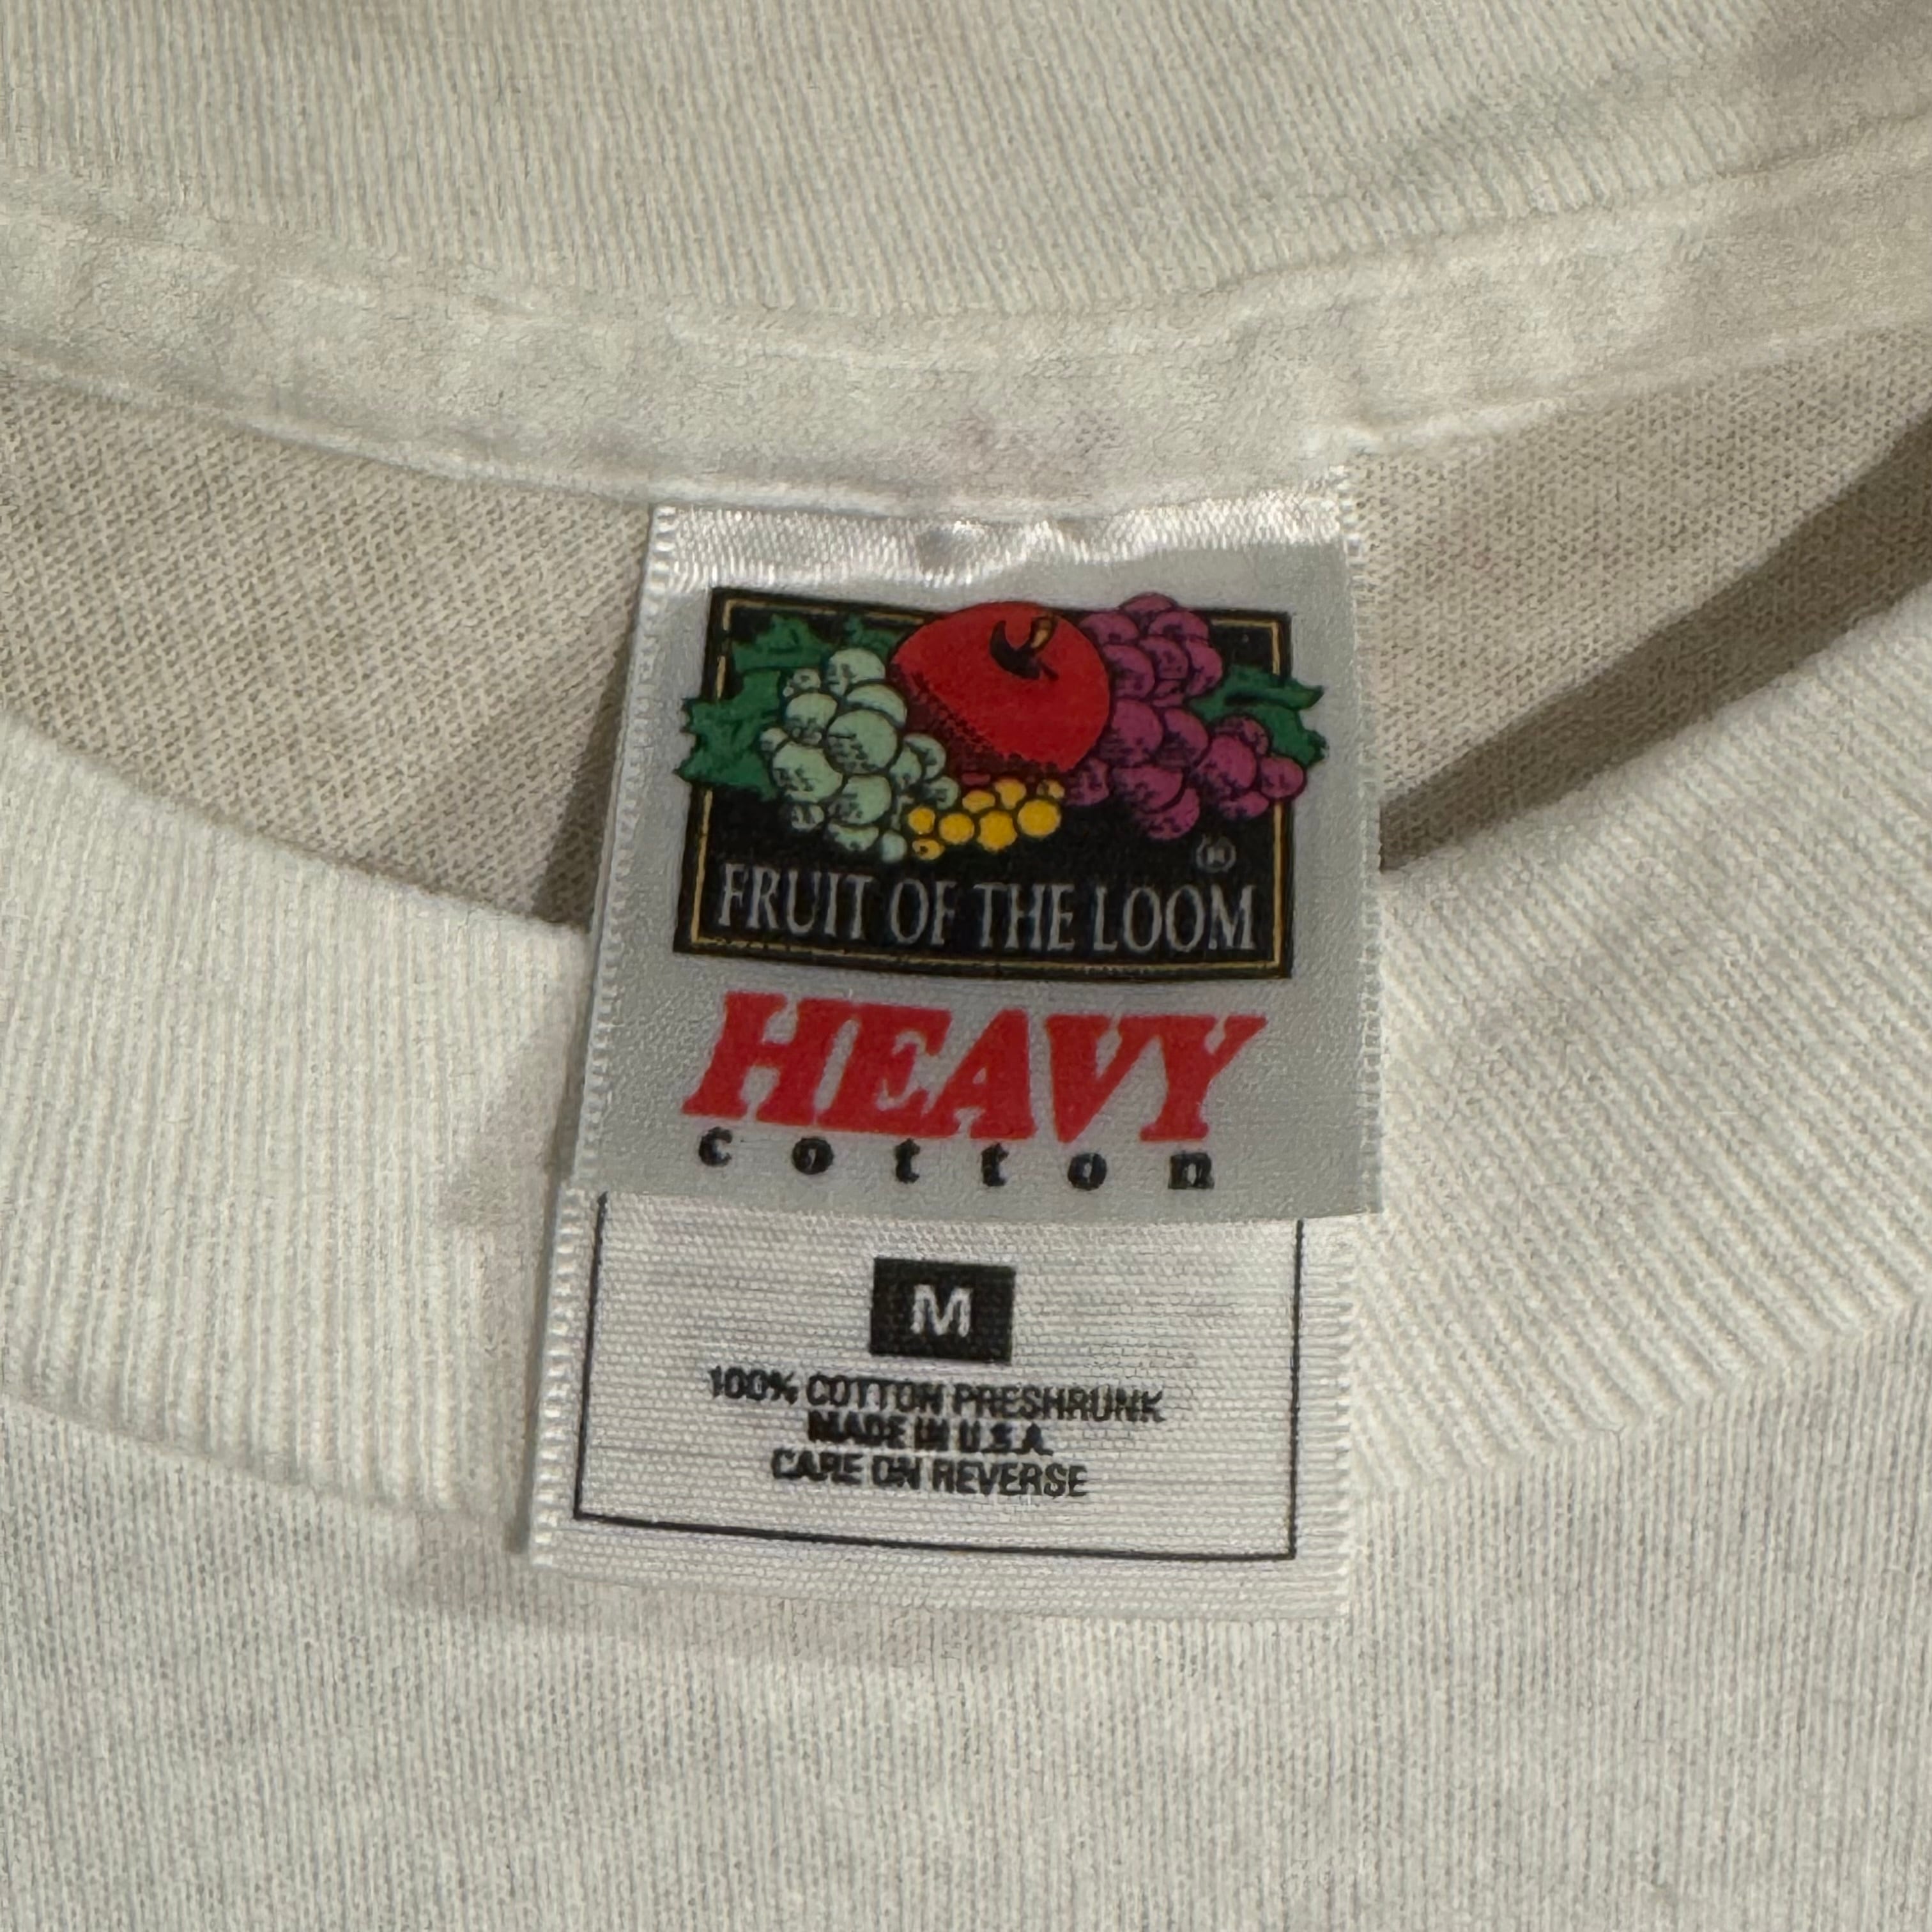 FRUIT OF THE LOOM ®
HEAVY
cotton
M
100% COTTON PRESHRUNK
MADE IN U.S.A.
CARE ON REVERSE